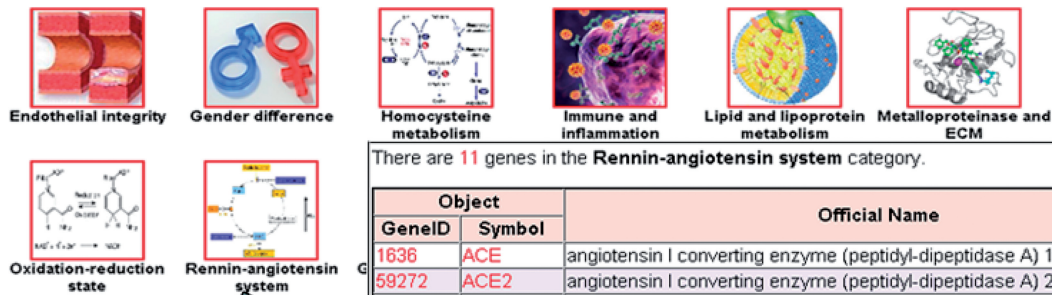 Endothelial integrity
Gender difference
Homocysteine
metabolism
Immune and
inflammation
Lipid and lipoprotein
metabolism
Metalloproteinase and
ECM
Oxidation-reduction
state
Rennin-angiotensin
system
There are 11 genes in the Rennin-angiotensin system category.
Object
Official Name
GeneID Symbol
1636 ACE angiotensin I converting enzyme (peptidyl-dipeptidase A) 1
59272 ACE2 angiotensin I converting enzyme (peptidyl-dipeptidase A) 2